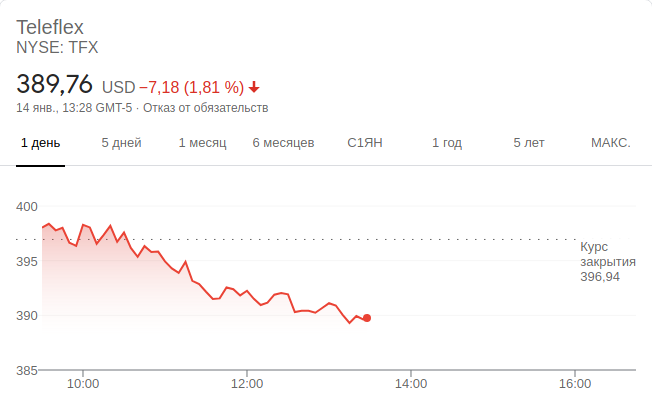 Teleflex
NYSE: TFX
389,76 USD −7,18 (1,81 %)
14 янв., 13:28 GMT-5 · Отказ от обязательств
1 день 5 дней 1 месяц 6 месяцев С1ЯН 1 год 5 лет МАКС.
400
Курс
395 закрытия
396,94
390
385
10:00 12:00 14:00 16:00